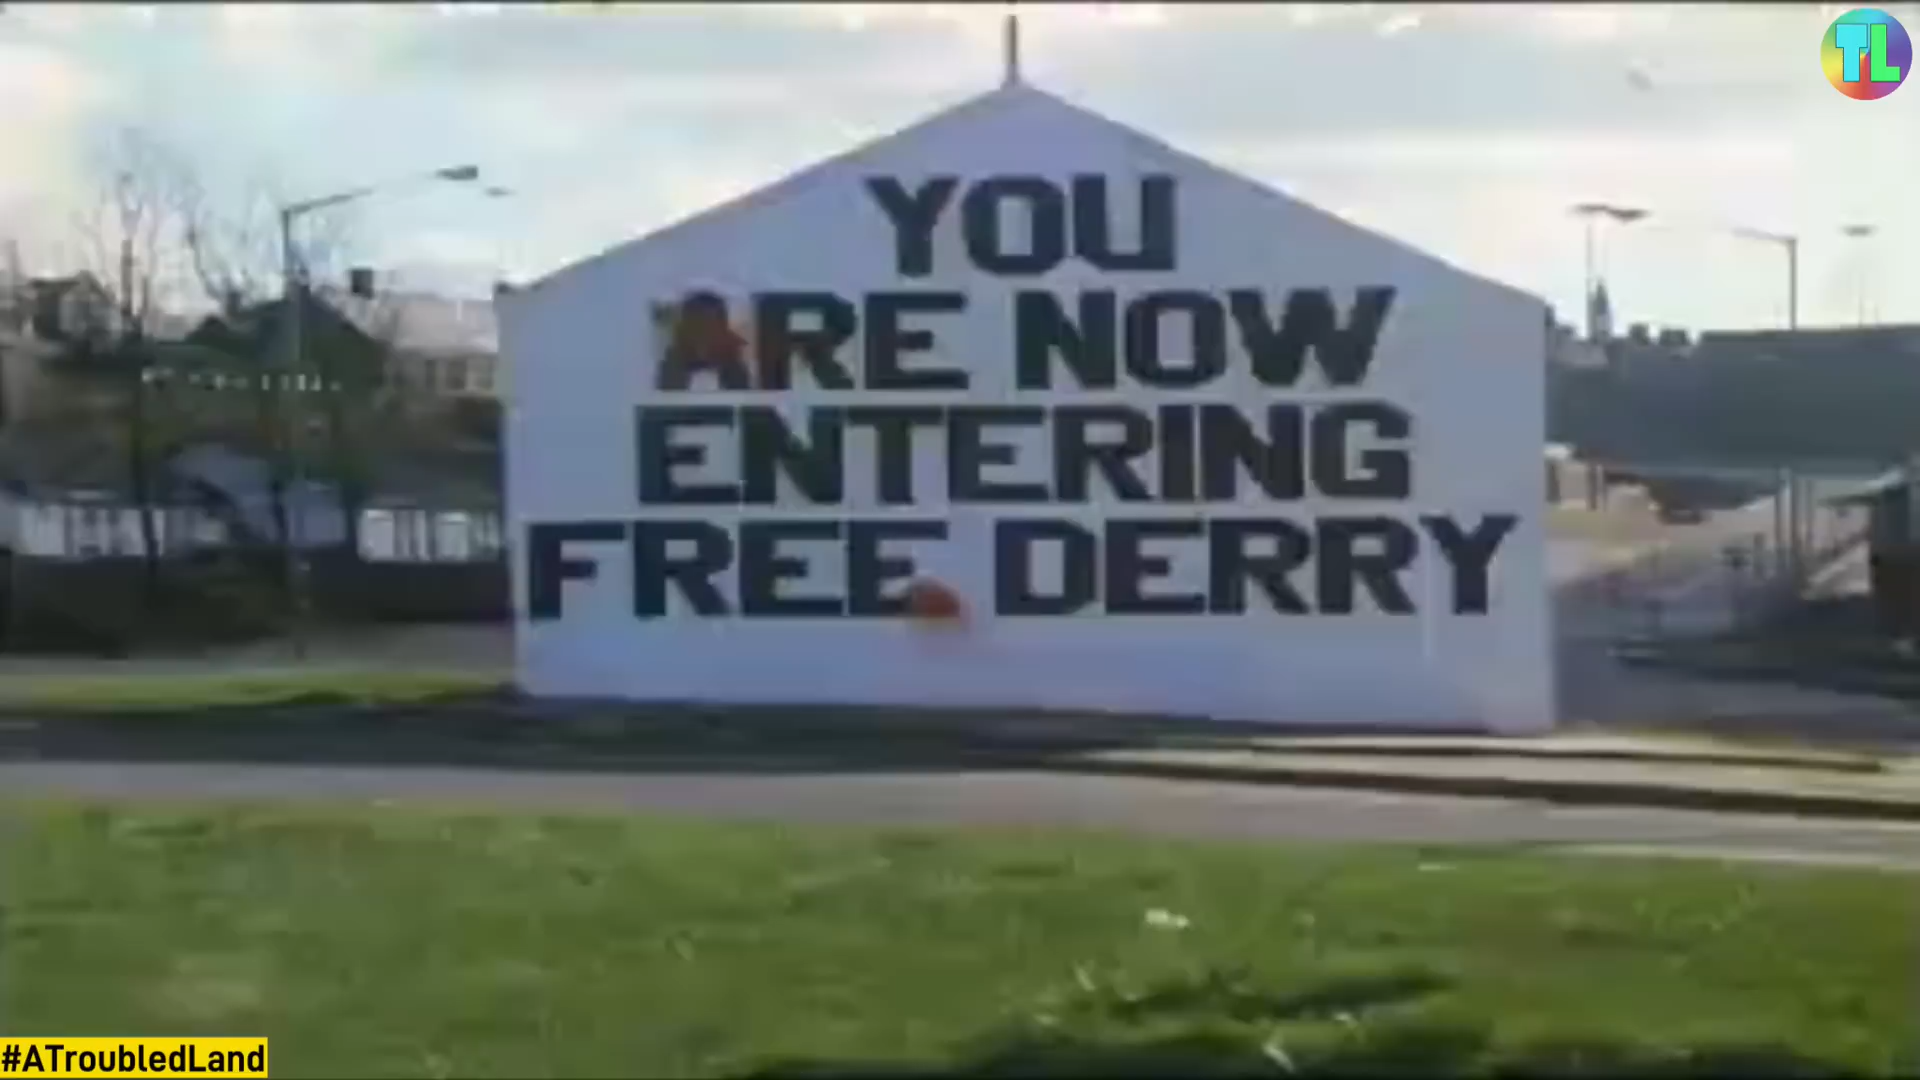 TL
YOU
ARE NOW
ENTERING
FREE DERRY
#ATroubledLand